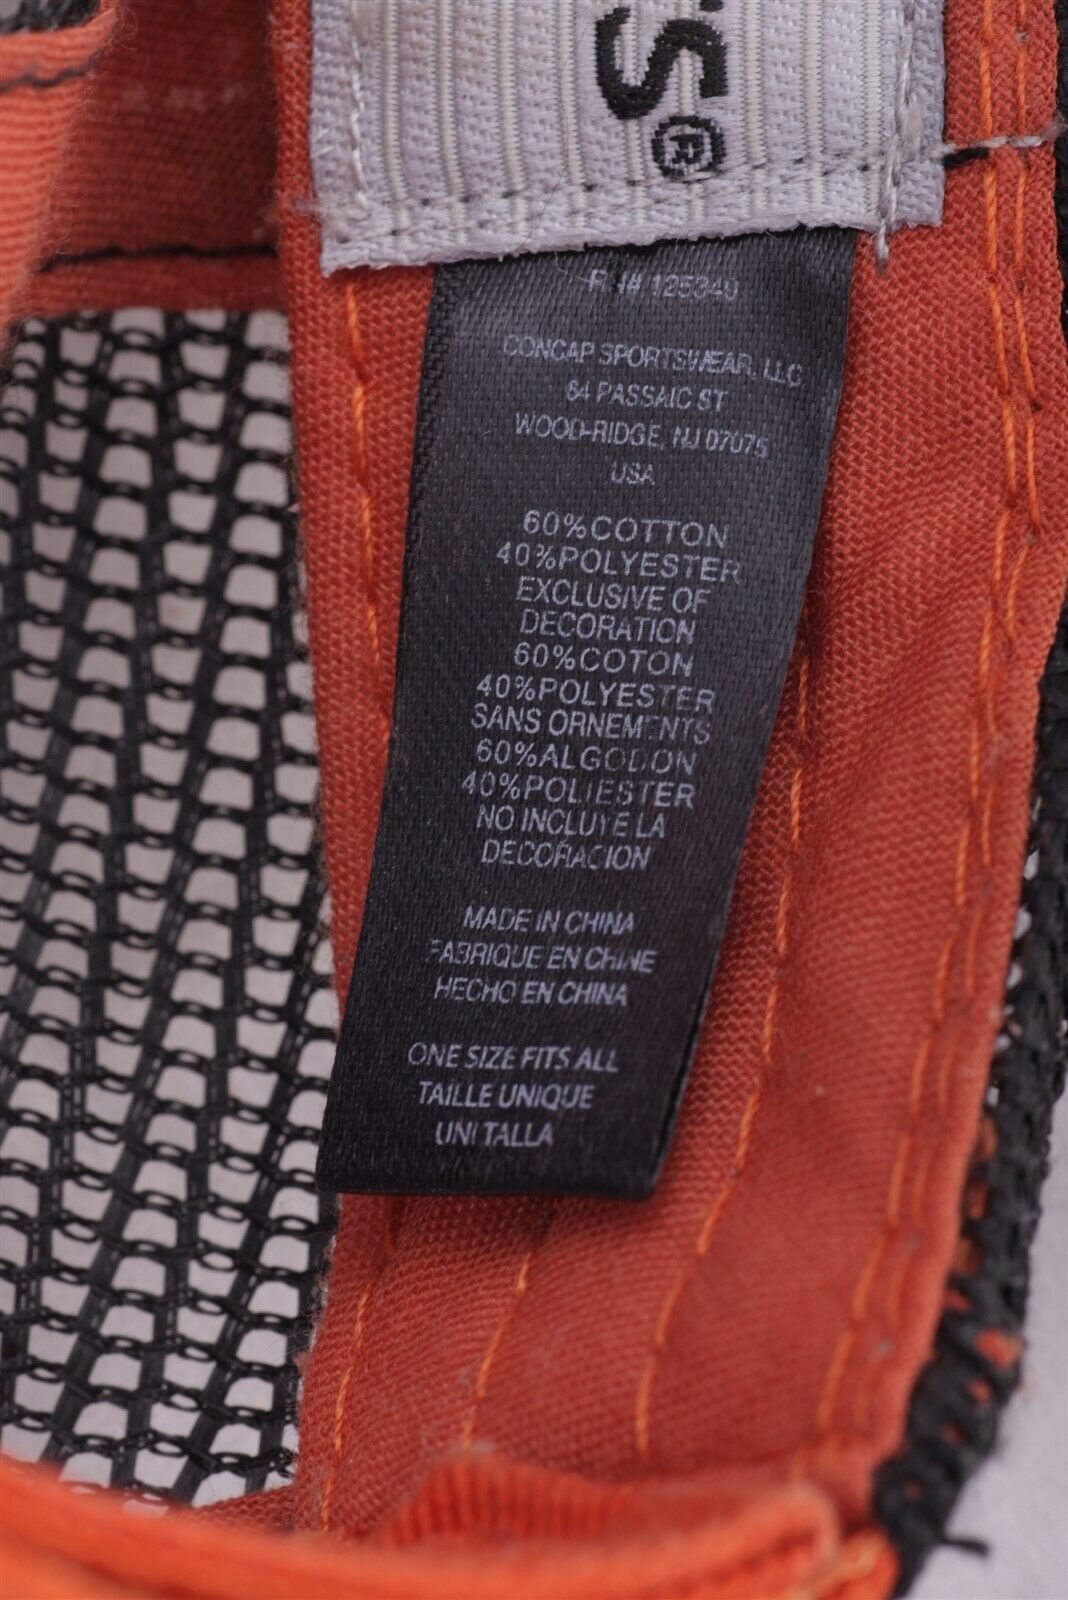 'S®
RN# 125349
CONCAP SPORTSWEAR, LLC
64 PASSAIC ST
WOOD-RIDGE, NJ 07075
USA
60%COTTON
40%POLYESTER
EXCLUSIVE OF
DECORATION
60%COTON
40%POLYESTER
SANS ORNEMENTS
60%ALGODON
40%POLIESTER
NO INCLUYE LA
DECORACION
MADE IN CHINA
FABRIQUE EN CHINE
HECHO EN CHINA
ONE SIZE FITS ALL
TAILLE UNIQUE
UNI TALLA